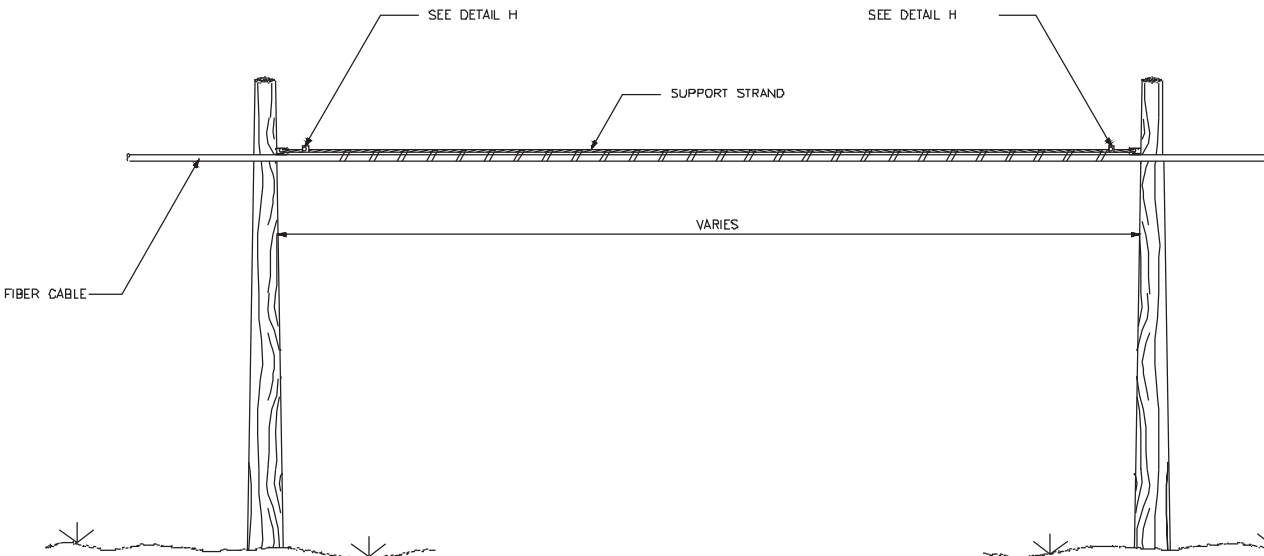 SEE DETAIL H
SEE DETAIL H
SUPPORT STRAND
VARIES
FIBER CABLE